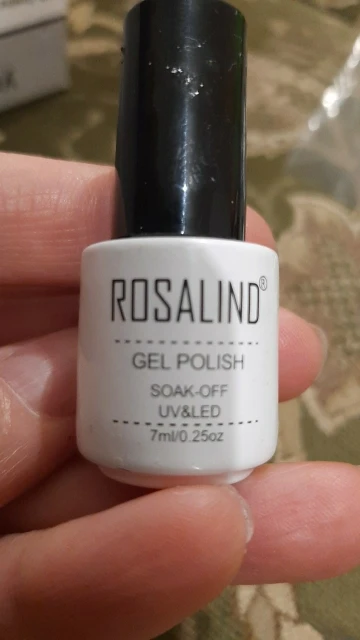 ROSALIND®
GEL POLISH
SOAK-OFF
UV&LED
7ml/0.25oz